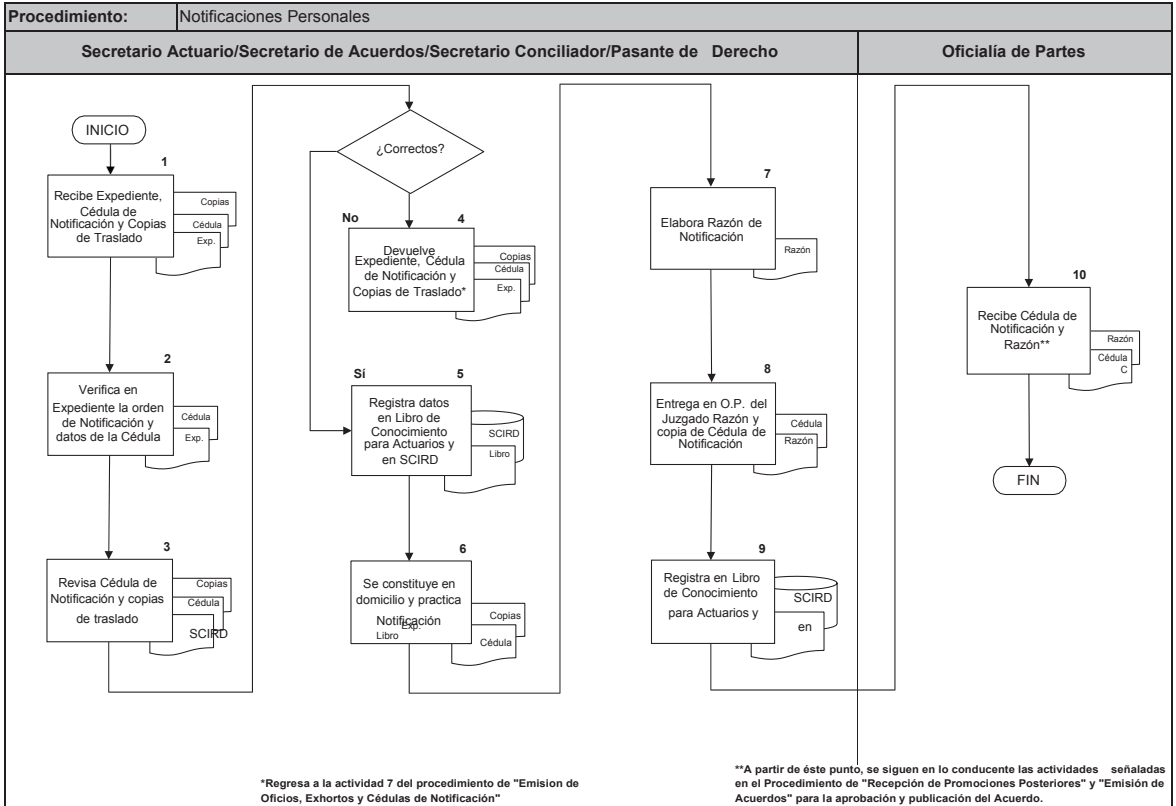 Procedimiento: Notificaciones Personales
Secretario Actuario/Secretario de Acuerdos/Secretario Conciliador/Pasante de Derecho
Oficialía de Partes
INICIO
1
Recibe Expediente,
Cédula de
Notificación y Copias
de Traslado
Copias
Cédula
Exp.
2
Verifica en
Expediente la orden
de Notificación y
datos de la Cédula
Cédula
Exp.
3
Revisa Cédula de
Notificación y copias
de traslado
Copias
Cédula
SCIRD
¿Correctos?
No
4
Devuelve
Expediente, Cédula
de Notificación y
Copias de Traslado*
Copias
Cédula
Exp.
Sí
5
Registra datos
en Libro de
Conocimiento
para Actuarios y
en SCIRD
SCIRD
Libro
6
Se constituye en
domicilio y practica
Notificación
Exp.
Libro
Copias
Cédula
7
Elabora Razón de
Notificación
Razón
8
Entrega en O.P. del
Juzgado Razón y
copia de Cédula de
Notificación
Cédula
Razón
9
Registra en Libro
de Conocimiento
para Actuarios y
SCIRD
en
10
Recibe Cédula de
Notificación y
Razón**
Razón
Cédula
C
FIN
*Regresa a la actividad 7 del procedimiento de "Emision de
Oficios, Exhortos y Cédulas de Notificación"
**A partir de éste punto, se siguen en lo conducente las actividades señaladas
en el Procedimiento de "Recepción de Promociones Posteriores" y "Emisión de
Acuerdos" para la aprobación y publicación del Acuerdo.